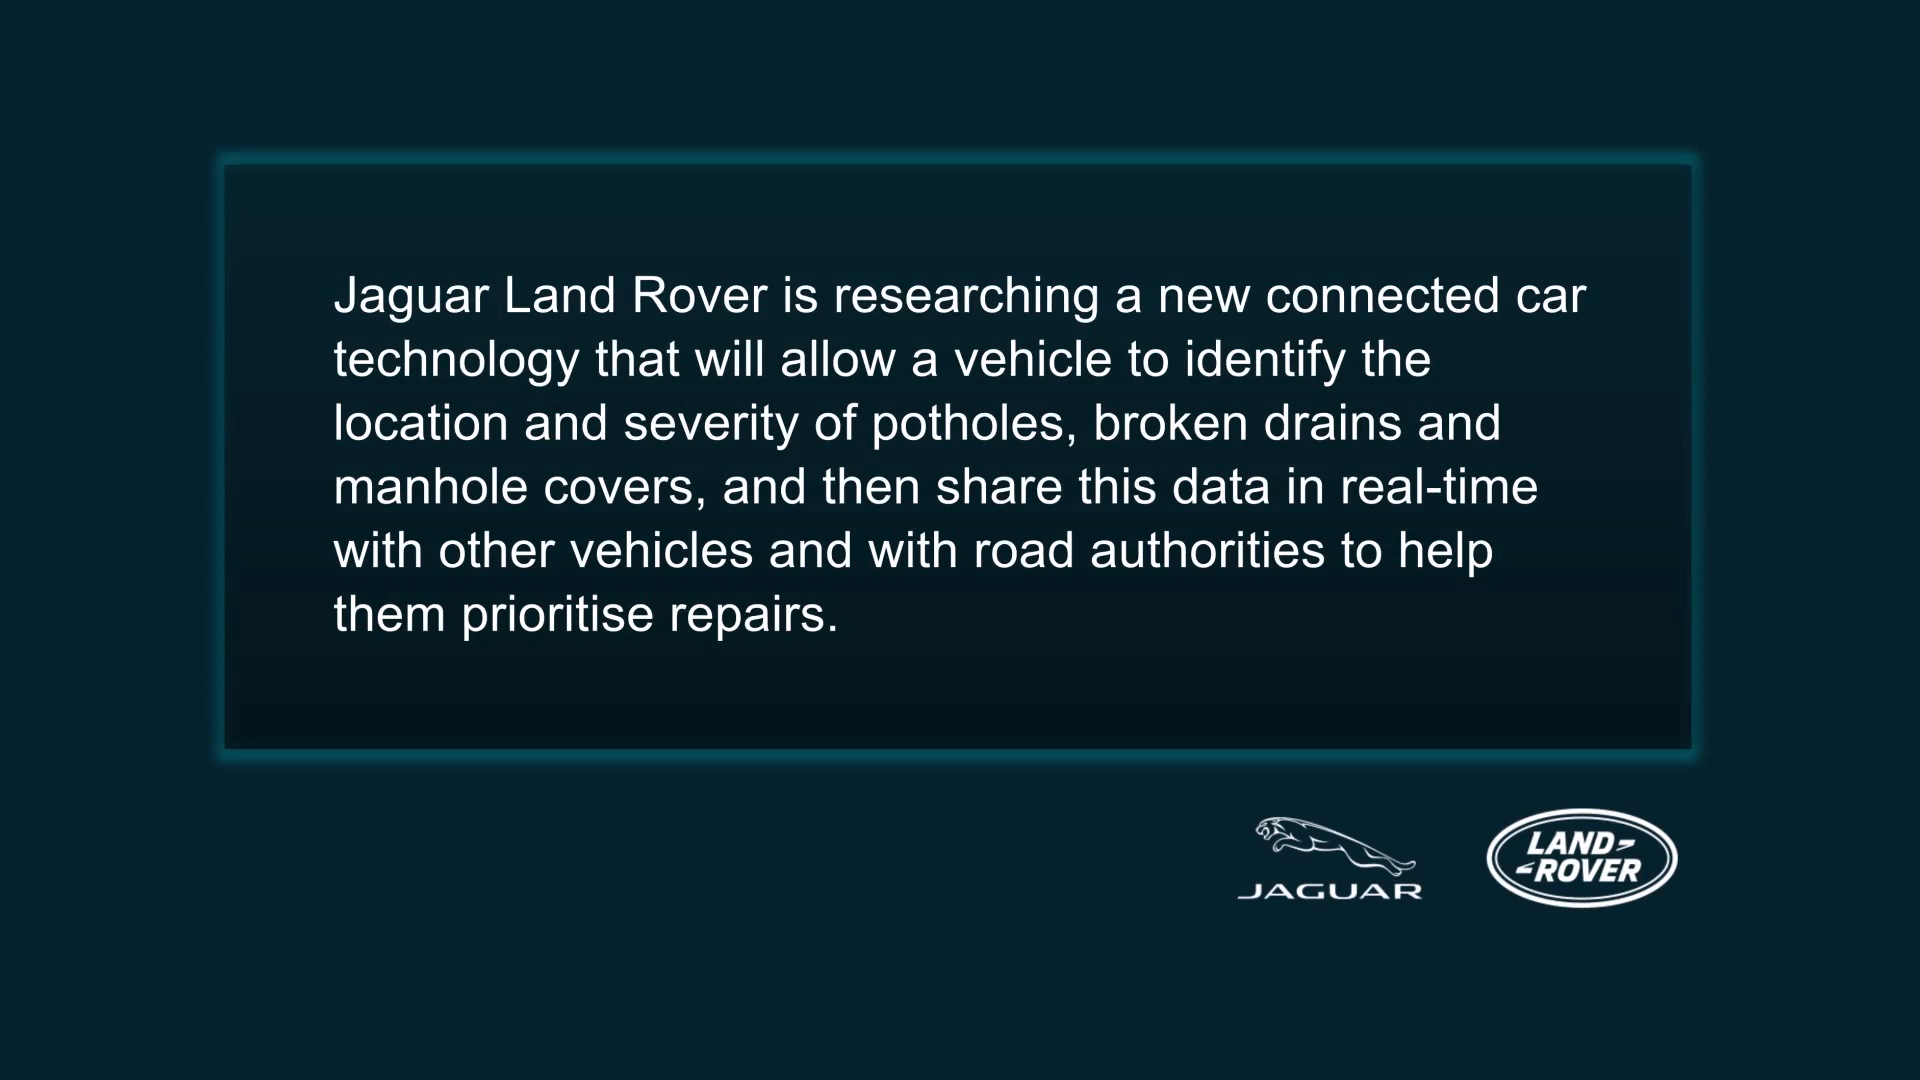 Jaguar Land Rover is researching a new connected car
technology that will allow a vehicle to identify the
location and severity of potholes, broken drains and
manhole covers, and then share this data in real-time
with other vehicles and with road authorities to help
them prioritise repairs.
JAGUAR
LAND
ROVER